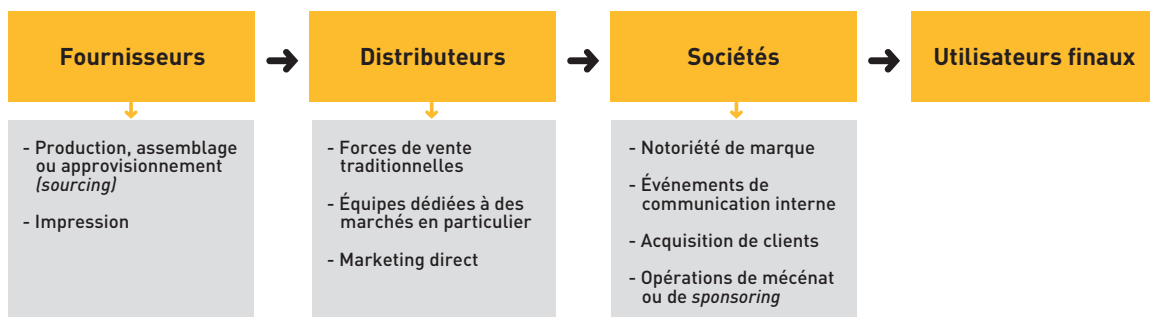 Fournisseurs
Distributeurs
Sociétés
Utilisateurs finaux
- Production, assemblage
ou approvisionnement
(sourcing)
- Impression
- Forces de vente
traditionnelles
- Équipes dédiées à des
marchés en particulier
- Marketing direct
- Notoriété de marque
- Événements de
communication interne
- Acquisition de clients
- Opérations de mécénat
ou de sponsoring